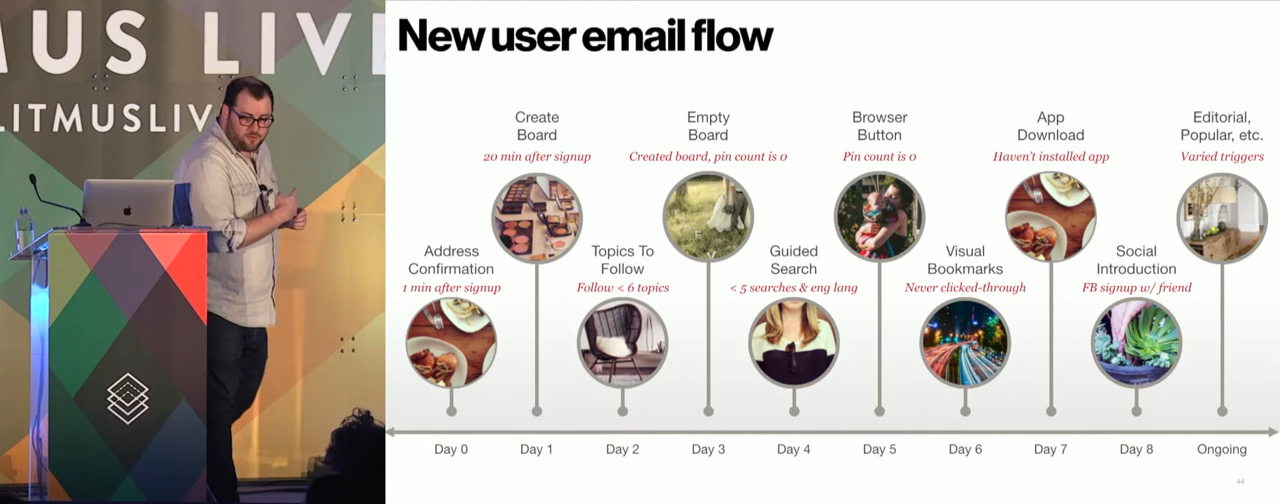 MUS LIVE
LITMUSLIV
New user email flow
Create
Board
20 min after signup
Empty
Board
Created board, pin count is 0
Browser
Button
Pin count is 0
App
Download
Haven't installed app
Editorial,
Popular, etc.
Varied triggers
Address
Confirmation
1 min after signup
Topics To
Follow
Follow < 6 topics
Guided
Search
< 5 searches & eng lang
Visual
Bookmarks
Never clicked-through
Social
Introduction
FB signup w/ friend
Day 0
Day 1
Day 2
Day 3
Day 4
Day 5
Day 6
Day 7
Day 8
Ongoing
44